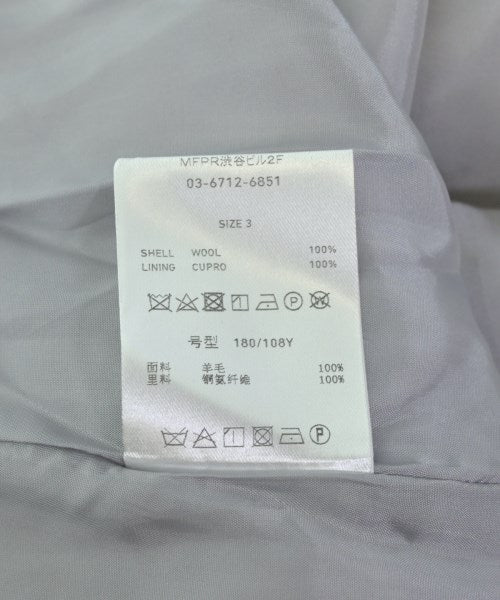 MFPR渋谷ビル2F
03-6712-6851
SIZE 3
SHELL WOOL 100%
LINING CUPRO 100%
P W
号型 180/108Y
面料 羊毛 100%
里料 铜氨纤维 100%
P